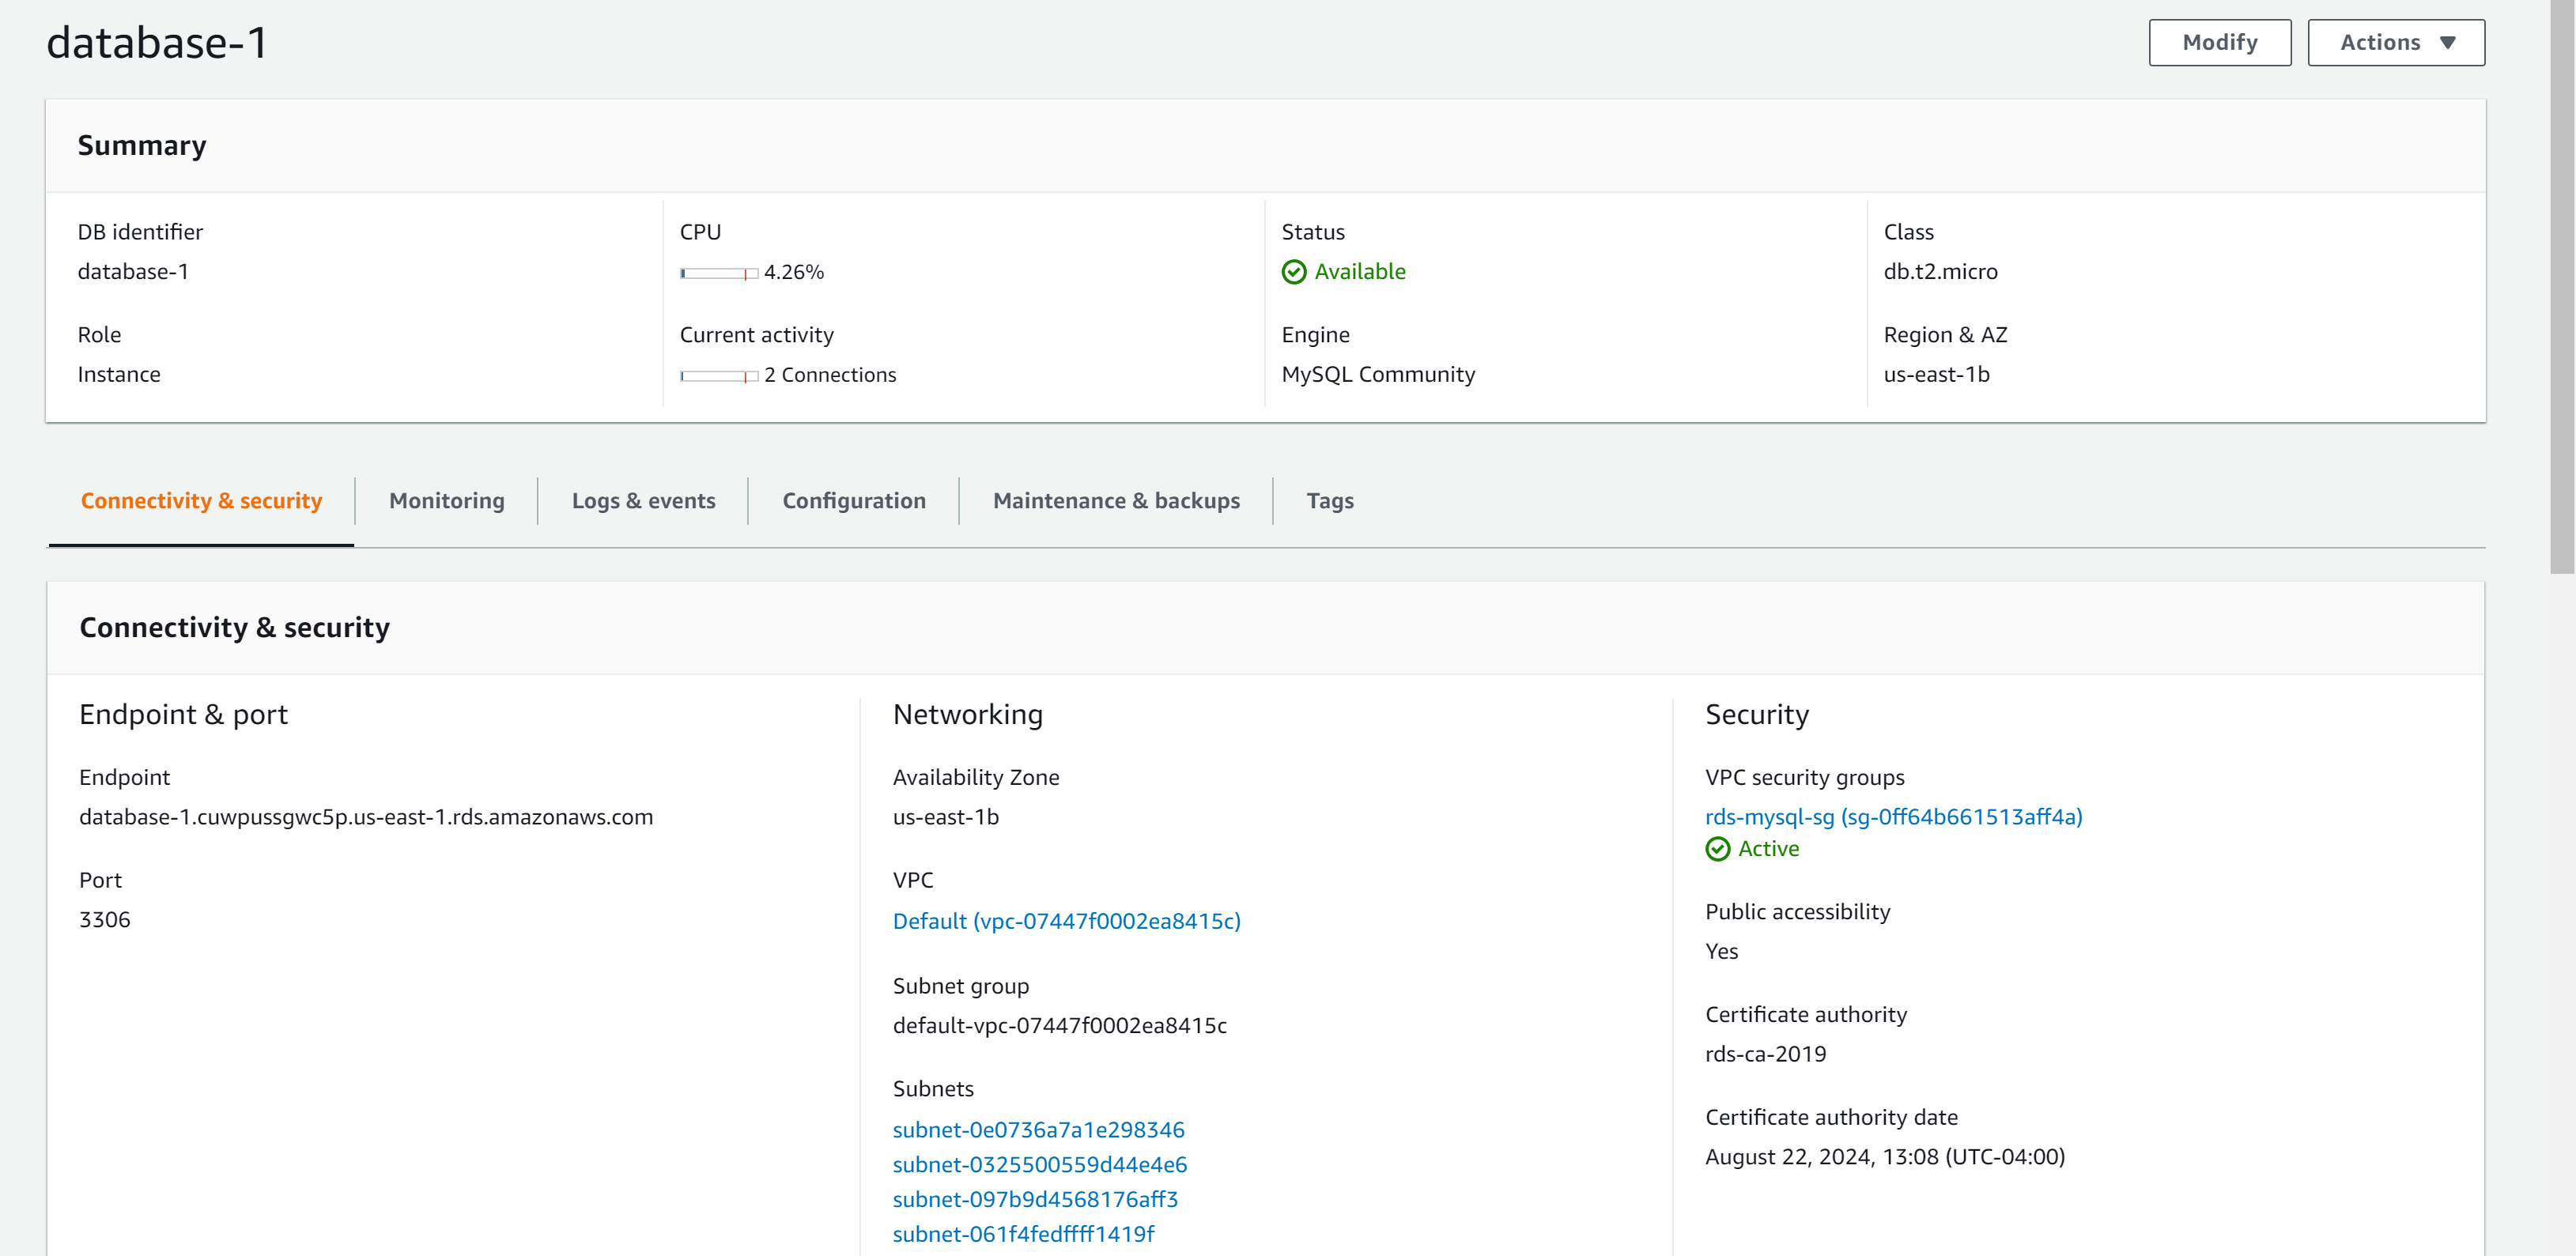 database-1
Modify
Actions
Summary
DB identifier
database-1
CPU
4.26%
Status
Available
Class
db.t2.micro
Role
Instance
Current activity
2 Connections
Engine
MySQL Community
Region & AZ
us-east-1b
Connectivity & security
Monitoring
Logs & events
Configuration
Maintenance & backups
Tags
Connectivity & security
Endpoint & port
Endpoint
database-1.cuwpussgwc5p.us-east-1.rds.amazonaws.com
Port
3306
Networking
Availability Zone
us-east-1b
VPC
Default (vpc-07447f0002ea8415c)
Subnet group
default-vpc-07447f0002ea8415c
Subnets
subnet-0e0736a7a1e298346
subnet-0325500559d44e4e6
subnet-097b9d4568176aff3
subnet-061f4fedffff1419f
Security
VPC security groups
rds-mysql-sg (sg-0ff64b661513aff4a)
Active
Public accessibility
Yes
Certificate authority
rds-ca-2019
Certificate authority date
August 22, 2024, 13:08 (UTC-04:00)